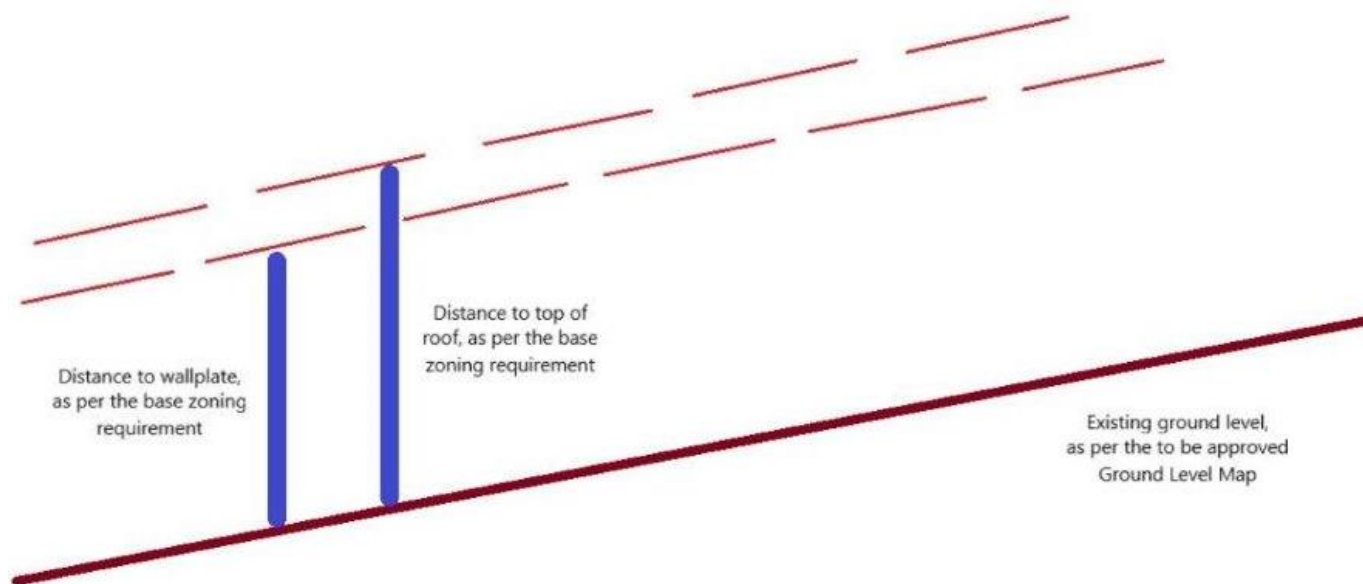 Distance to top of
roof, as per the base
zoning requirement
Distance to wallplate,
as per the base zoning
requirement
Existing ground level,
as per the to be approved
Ground Level Map